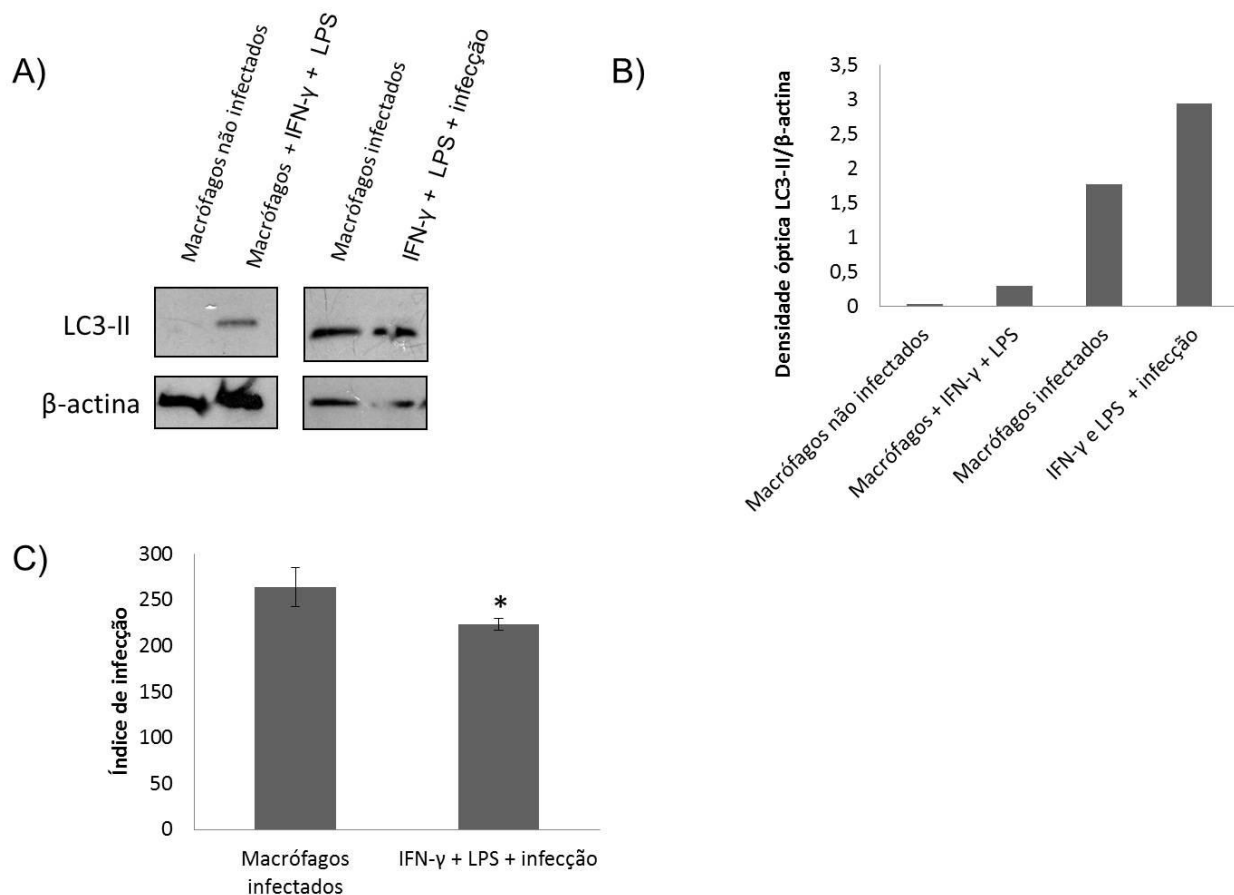 A)
Macrófagos não infectados
Macrófagos + IFN-γ + LPS
Macrófagos infectados
IFN-γ + LPS + infecção
LC3-II
β-actina
B)
Densidade óptica LC3-II/β-actina
3,5
3
2,5
2
1,5
1
0,5
0
Macrófagos não infectados
Macrófagos + IFN-γ + LPS
Macrófagos infectados
IFN-γ e LPS + infecção
C)
Índice de infecção
300
250
200
150
100
50
0
*
Macrófagos
infectados
IFN-γ + LPS + infecção